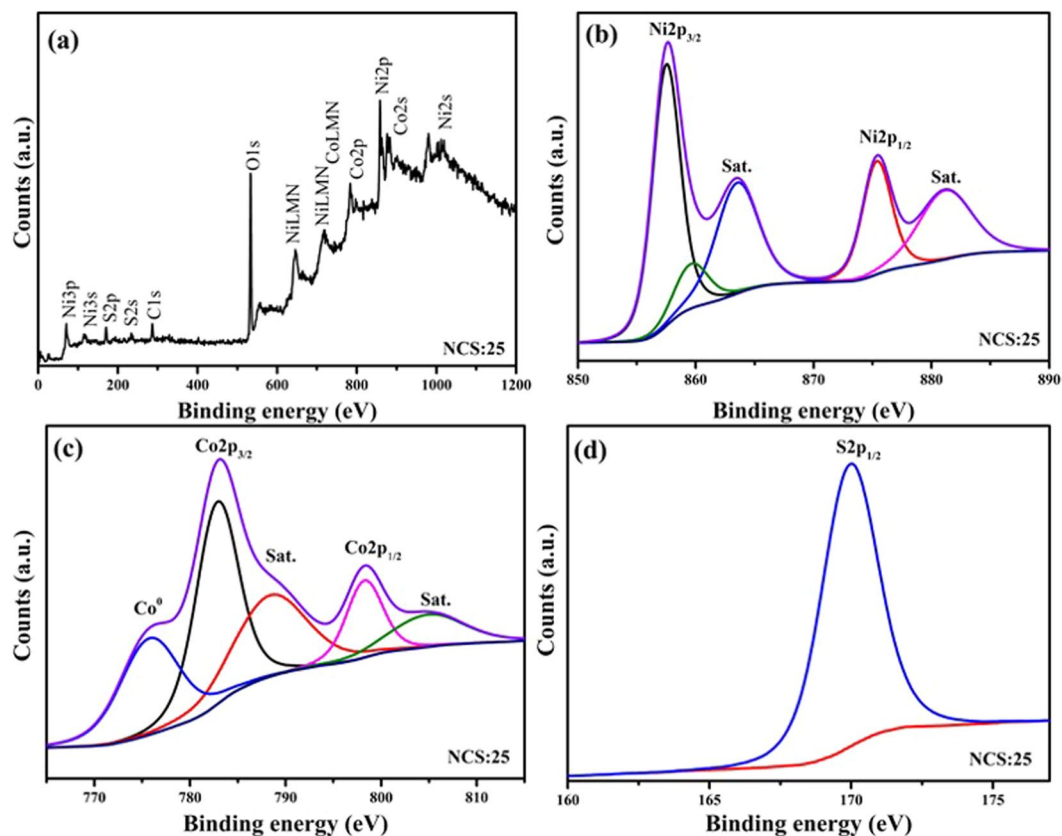 (a)
Counts (a.u.)
Ni3p
Ni3s
S2p
S2s
C1s
O1s
NiLMN
NiLMN
CoLMN
Co2p
Ni2p
Co2s
Ni2s
NCS:25
0 200 400 600 800 1000 1200
Binding energy (eV)
(b)
Counts (a.u.)
Ni2p3/2
Sat.
Ni2p1/2
Sat.
NCS:25
850 860 870 880 890
Binding energy (eV)
(c)
Counts (a.u.)
Co2p3/2
Co⁰
Sat.
Co2p1/2
Sat.
NCS:25
770 780 790 800 810
Binding energy (eV)
(d)
Counts (a.u.)
S2p1/2
NCS:25
160 165 170 175
Binding energy (eV)